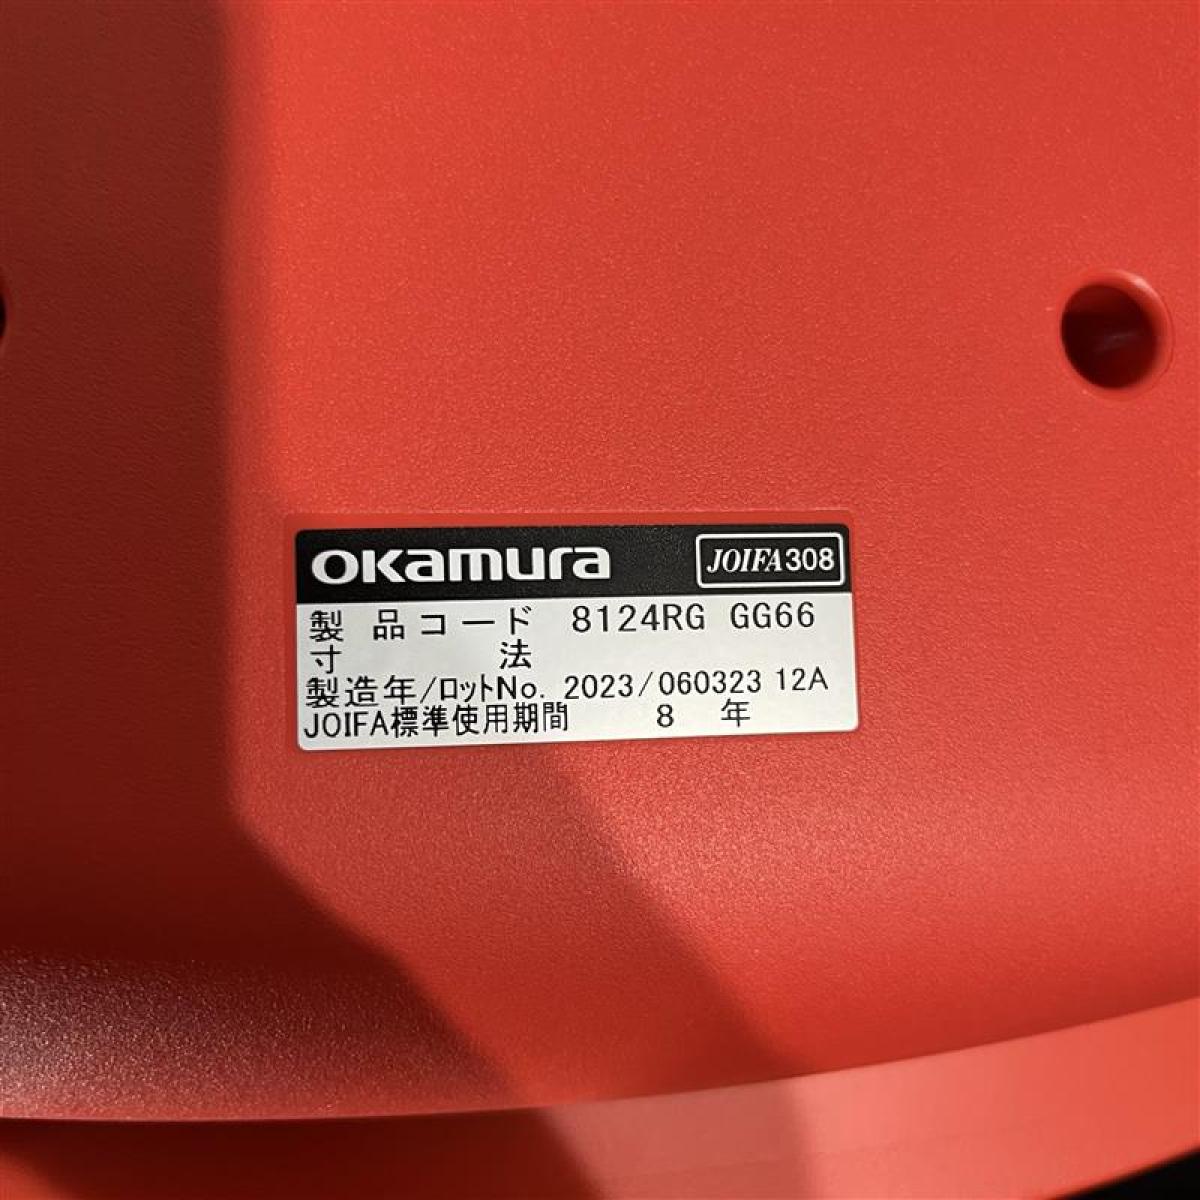 okamura JOIFA308
製品コード 8124RG GG66
寸法
製造年/ロットNo. 2023/060323 12A
JOIFA標準使用期間 8 年